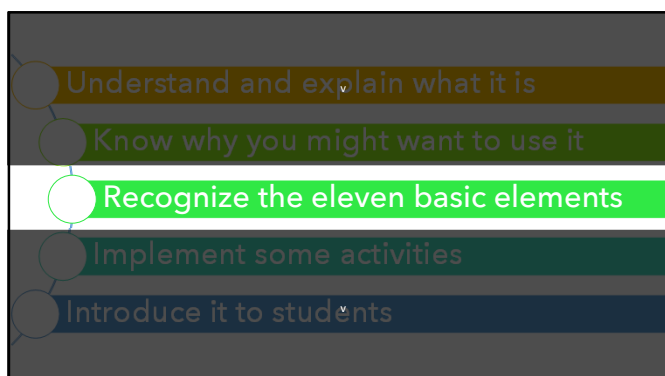 Understand and explain what it is
v
Know why you might want to use it
Recognize the eleven basic elements
Implement some activities
Introduce it to students
v